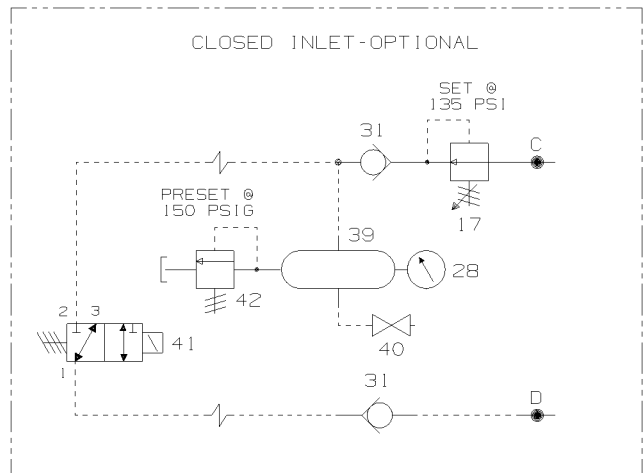 CLOSED INLET-OPTIONAL
SET @
135 PSI
31
C
PRESET @
150 PSIG
17
39
28
42
2 3
41
40
1
31
D